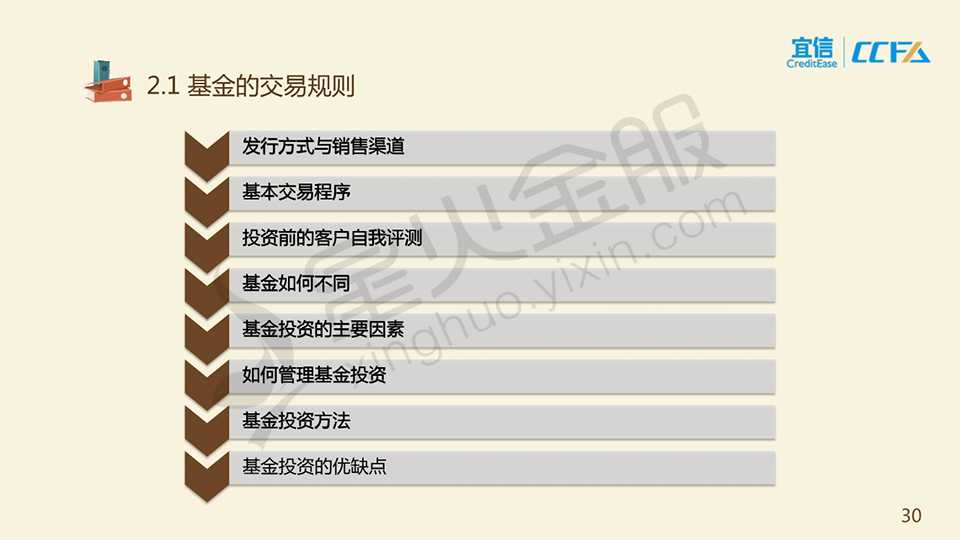 宜信
CreditEase
CCFA
2.1 基金的交易规则
发行方式与销售渠道
基本交易程序
投资前的客户自我评测
基金如何不同
基金投资的主要因素
如何管理基金投资
基金投资方法
基金投资的优缺点
星火金服
xinghuo.yixin.com
30